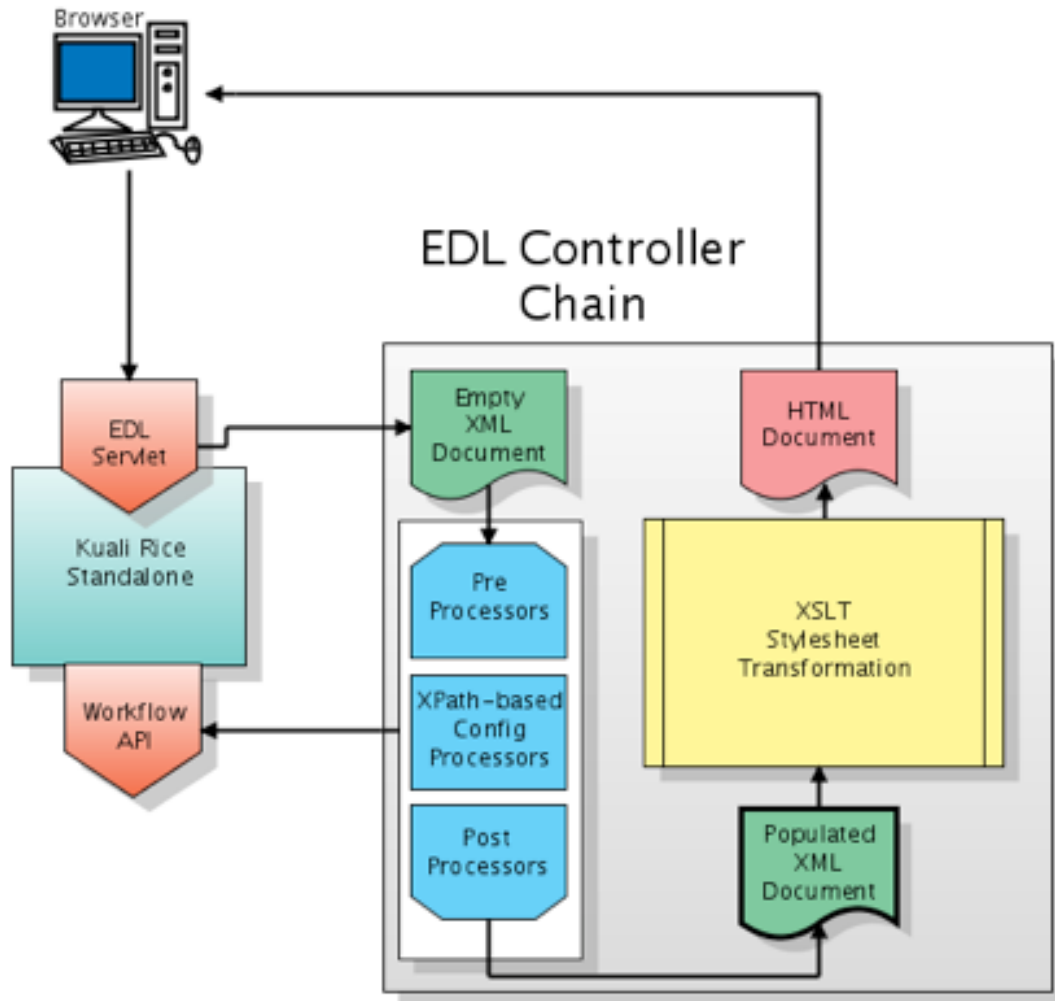 Browser
EDL Controller
Chain
EDL
Servlet
Kuali Rice
Standalone
Workflow
API
Empty
XML
Document
Pre
Processors
XPath-based
Config
Processors
Post
Processors
HTML
Document
XSLT
Stylesheet
Transformation
Populated
XML
Document